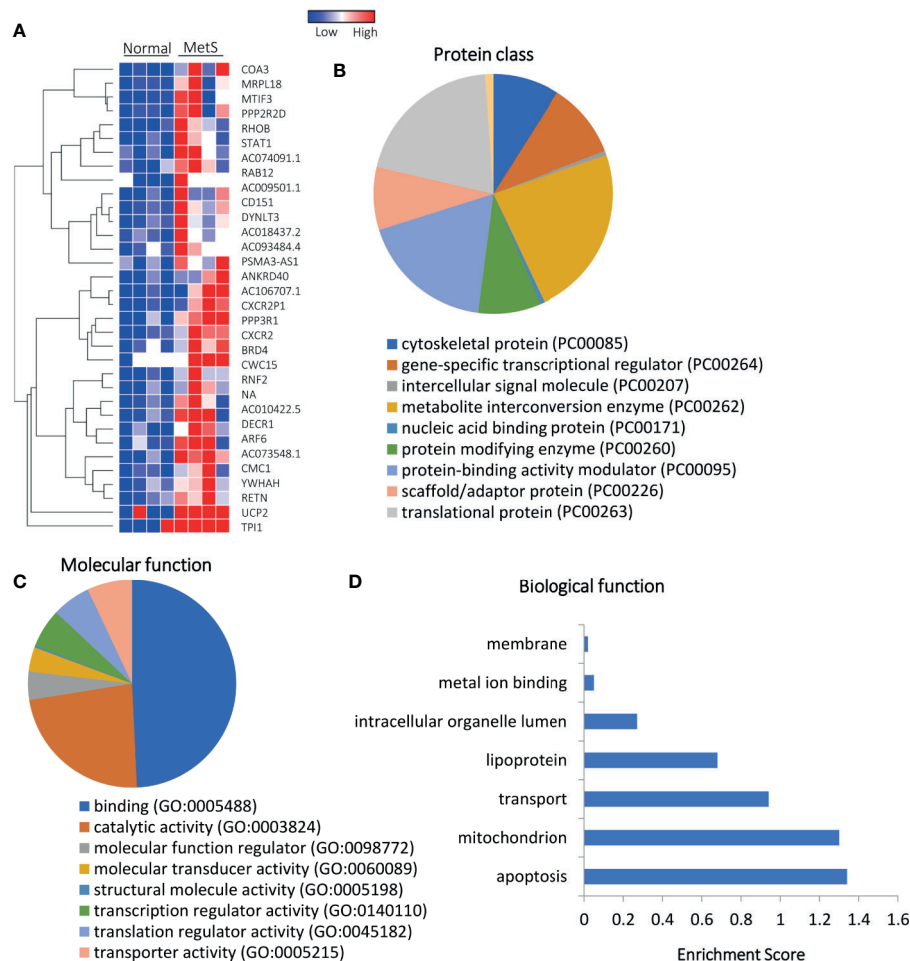 A
Low High
Normal MetS
COA3
MRPL18
MTIF3
PPP2R2D
RHOB
STAT1
AC074091.1
RAB12
AC009501.1
CD151
DYNLT3
AC018437.2
AC093484.4
PSMA3-AS1
ANKRD40
AC106707.1
CXCR2P1
PPP3R1
CXCR2
BRD4
CWC15
RNF2
NA
AC010422.5
DECR1
ARF6
AC073548.1
CMC1
YWHAH
RETN
UCP2
TPI1
B
Protein class
cytoskeletal protein (PC00085)
gene-specific transcriptional regulator (PC00264)
intercellular signal molecule (PC00207)
metabolite interconversion enzyme (PC00262)
nucleic acid binding protein (PC00171)
protein modifying enzyme (PC00260)
protein-binding activity modulator (PC00095)
scaffold/adaptor protein (PC00226)
translational protein (PC00263)
C
Molecular function
binding (GO:0005488)
catalytic activity (GO:0003824)
molecular function regulator (GO:0098772)
molecular transducer activity (GO:0060089)
structural molecule activity (GO:0005198)
transcription regulator activity (GO:0140110)
translation regulator activity (GO:0045182)
transporter activity (GO:0005215)
D
Biological function
membrane
metal ion binding
intracellular organelle lumen
lipoprotein
transport
mitochondrion
apoptosis
0 0.2 0.4 0.6 0.8 1 1.2 1.4 1.6
Enrichment Score